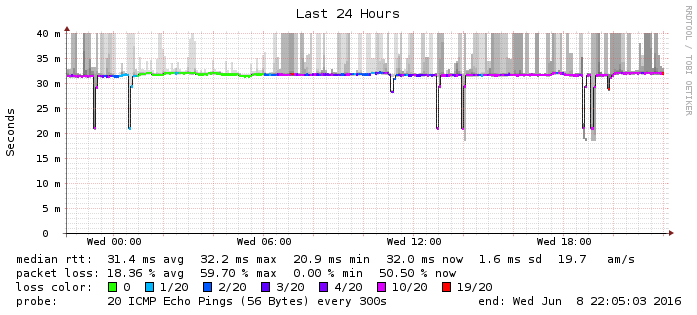 Last 24 Hours
RRDTOOL / TOBI OETIKER
Seconds
40 m
35 m
30 m
25 m
20 m
15 m
10 m
5 m
0
Wed 00:00 Wed 06:00 Wed 12:00 Wed 18:00
median rtt: 31.4 ms avg 32.2 ms max 20.9 ms min 32.0 ms now 1.6 ms sd 19.7 am/s
packet loss: 18.36 % avg 59.70 % max 0.00 % min 50.50 % now
loss color: 0 1/20 2/20 3/20 4/20 10/20 19/20
probe: 20 ICMP Echo Pings (56 Bytes) every 300s end: Wed Jun 8 22:05:03 2016